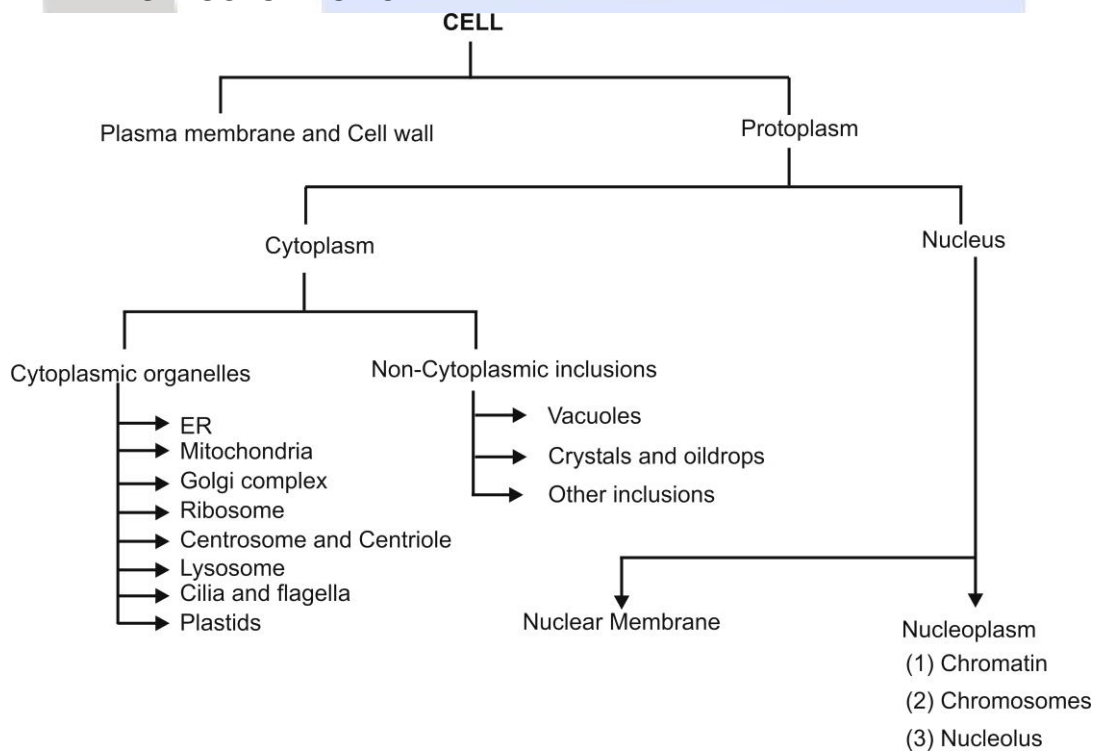 CELL
Plasma membrane and Cell wall
Protoplasm
Cytoplasm
Nucleus
Cytoplasmic organelles
ER
Mitochondria
Golgi complex
Ribosome
Centrosome and Centriole
Lysosome
Cilia and flagella
Plastids
Non-Cytoplasmic inclusions
Vacuoles
Crystals and oildrops
Other inclusions
Nuclear Membrane
Nucleoplasm
(1) Chromatin
(2) Chromosomes
(3) Nucleolus